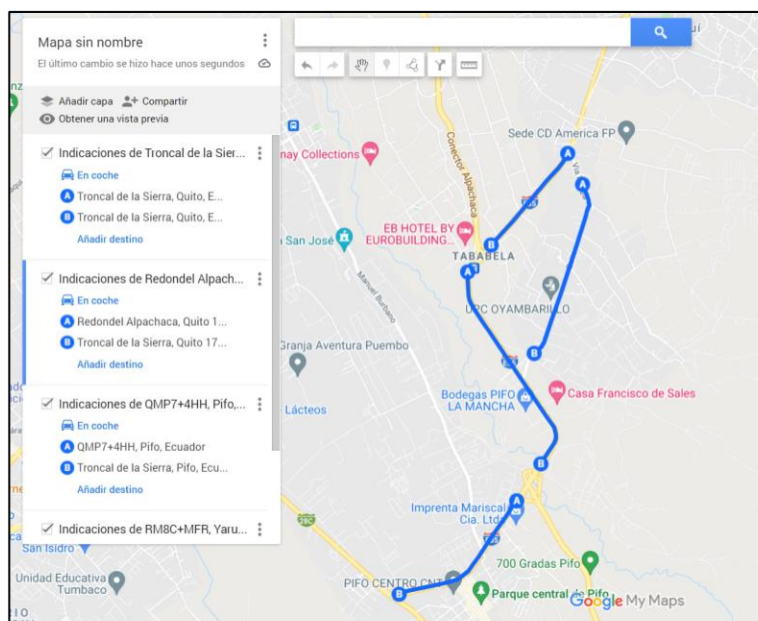 Mapa sin nombre
El último cambio se hizo hace unos segundos
Añadir capa Compartir
Obtener una vista previa
Indicaciones de Troncal de la Sier...
En coche
A Troncal de la Sierra, Quito, E...
B Troncal de la Sierra, Quito, E...
Añadir destino
Indicaciones de Redondel Alpach...
En coche
A Redondel Alpachaca, Quito 1...
B Troncal de la Sierra, Quito 17...
Añadir destino
Indicaciones de QMP7+4HH, Pifo,...
En coche
A QMP7+4HH, Pifo, Ecuador
B Troncal de la Sierra, Pifo, Ecu...
Añadir destino
Indicaciones de RM8C+MFR, Yaru...
San Isidro
Unidad Educativa
Tumbaco
Sede CD America FP
nay Collections
Conector Alpachaca
A
A
EB HOTEL BY
EUROBUILDING...
B
San José
TABABELA
A
UPC OYAMBARILLO
Manuel Burbano
Granja Aventura Puembo
B
Casa Francisco de Sales
Bodegas PIFO
LA MANCHA
Lácteos
B
A
Imprenta Mariscal
Cia. Ltda
28C
700 Gradas Pifo
PIFO CENTRO CNT
B
Parque central de Pifo
Google My Maps